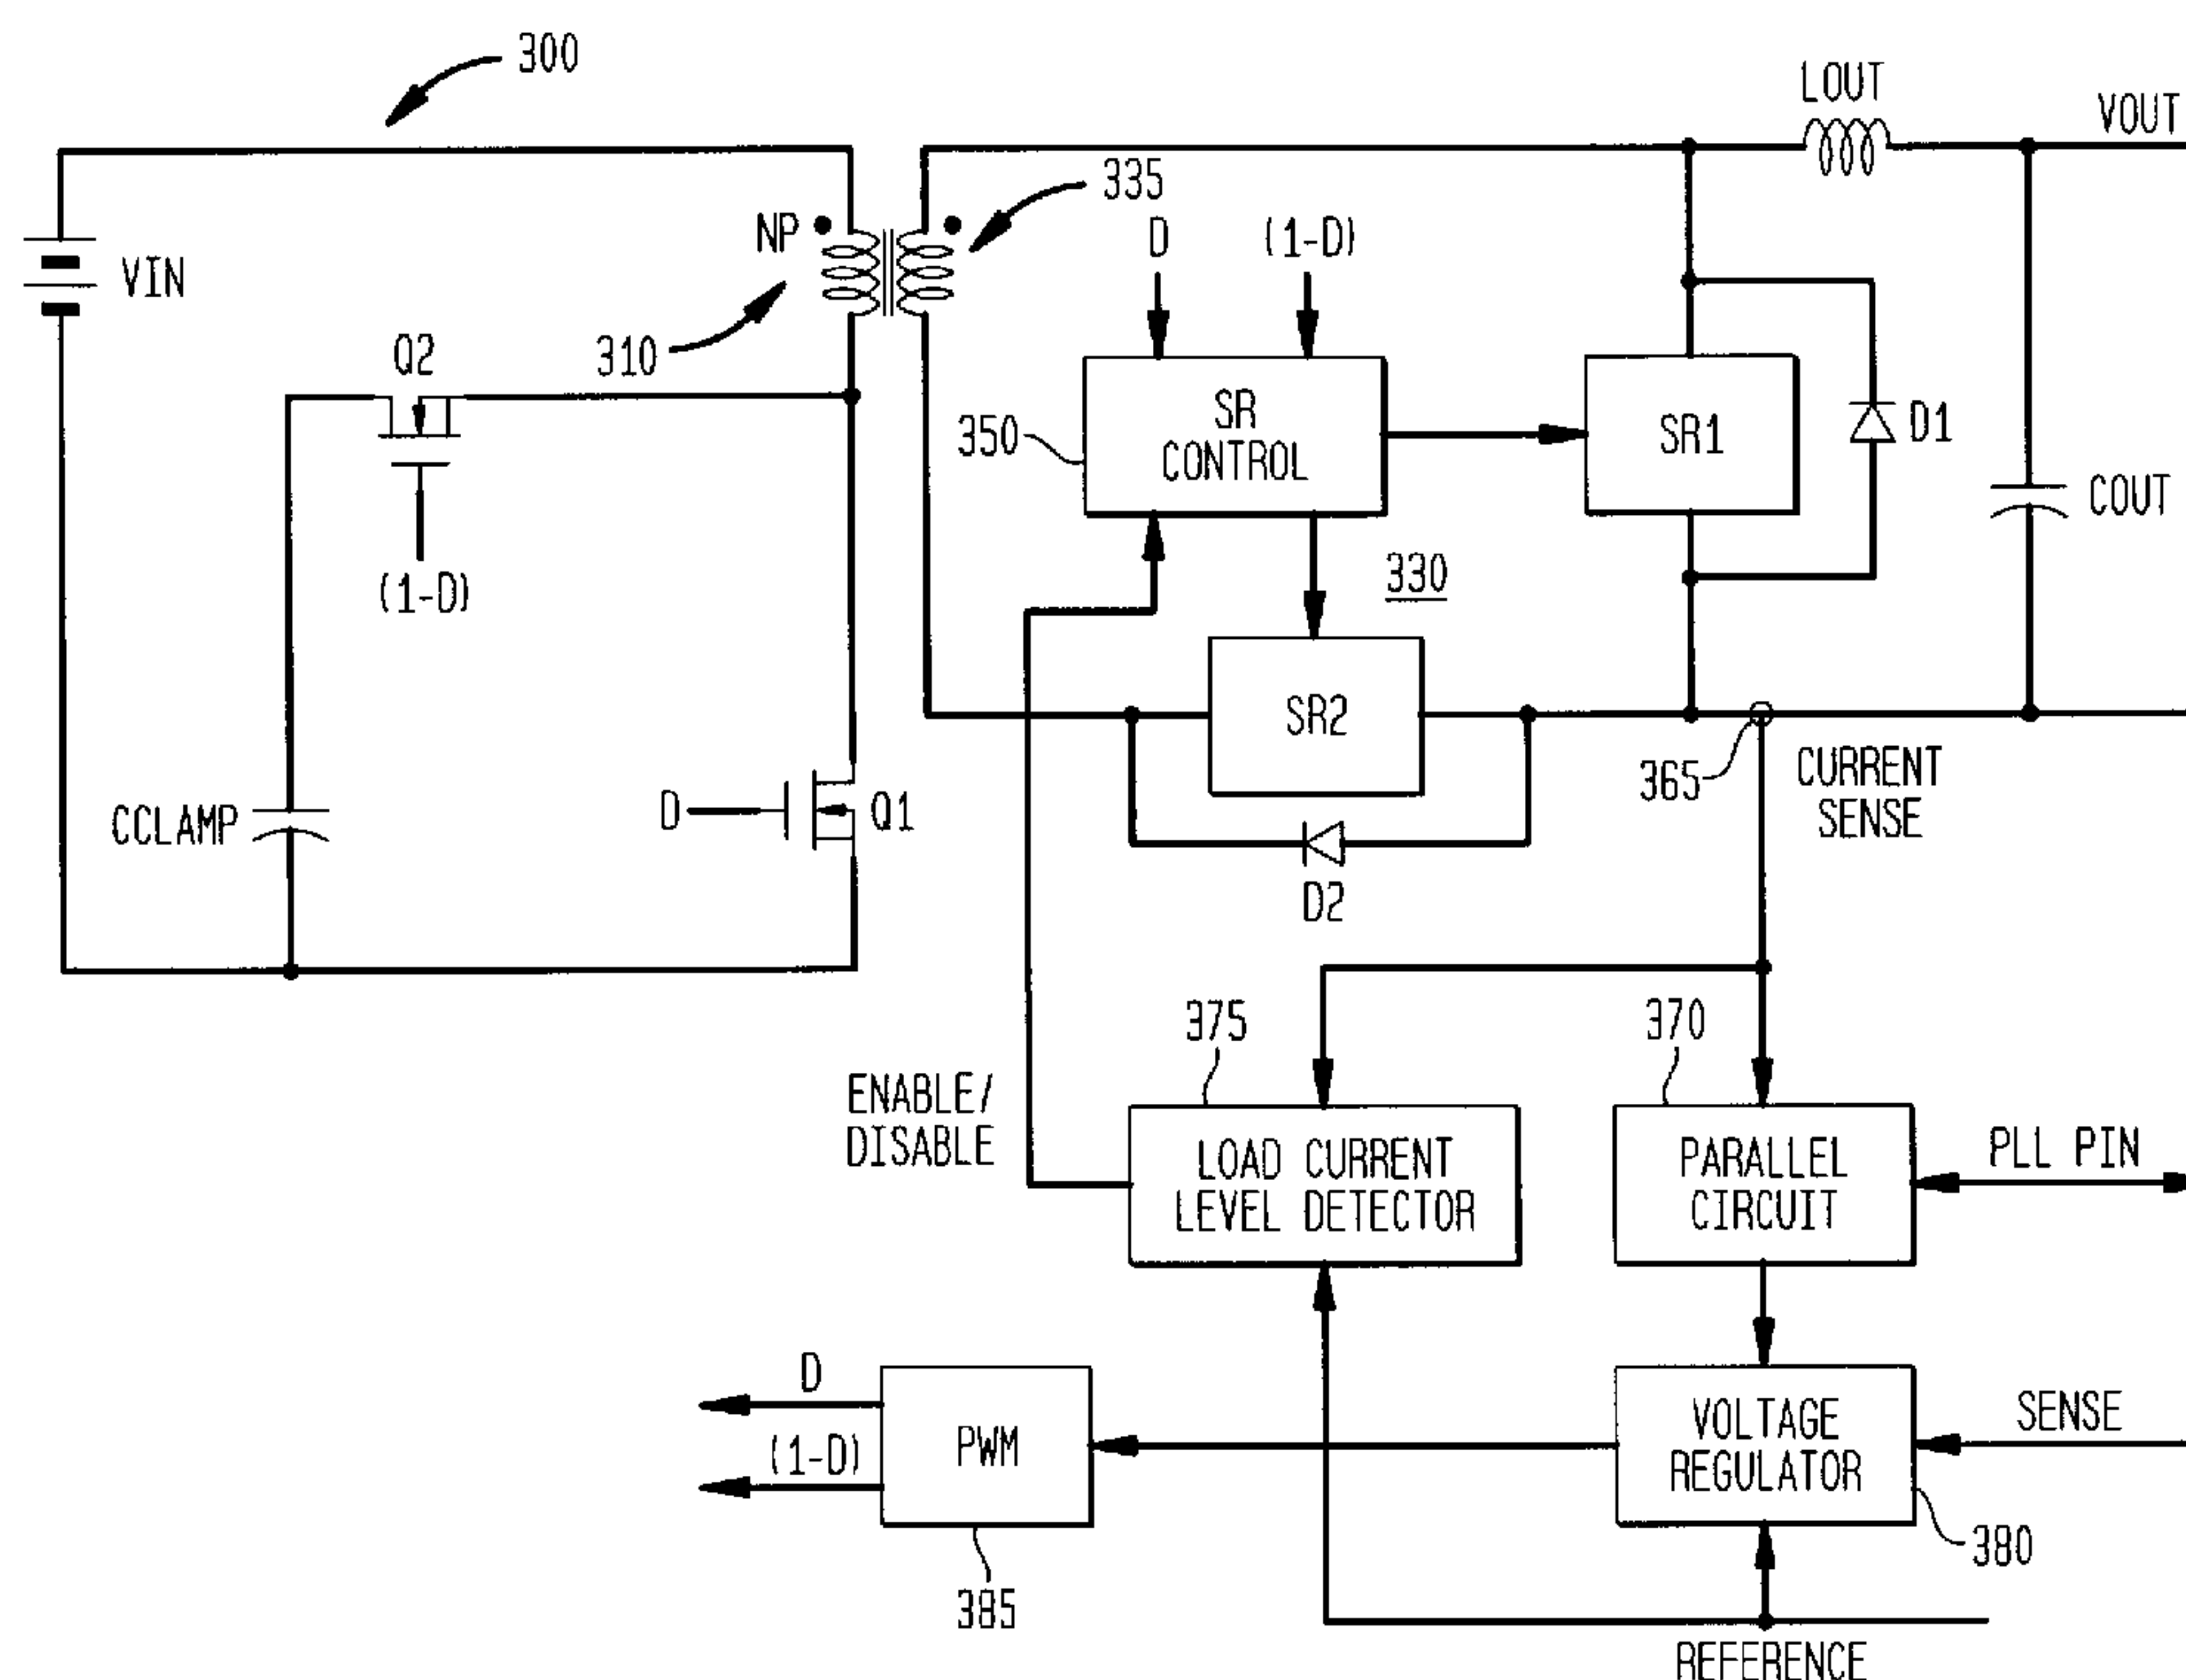 300
LOUT
VOUT
335
NP
D
(1-D)
VIN
310
Q2
350
SR
CONTROL
SR1
D1
COUT
(1-D)
330
SR2
365
CURRENT
SENSE
CCLAMP
D
Q1
D2
375
370
ENABLE/
DISABLE
LOAD CURRENT
LEVEL DETECTOR
PARALLEL
CIRCUIT
PLL PIN
D
(1-D)
PWM
VOLTAGE
REGULATOR
SENSE
380
385
REFERENCE